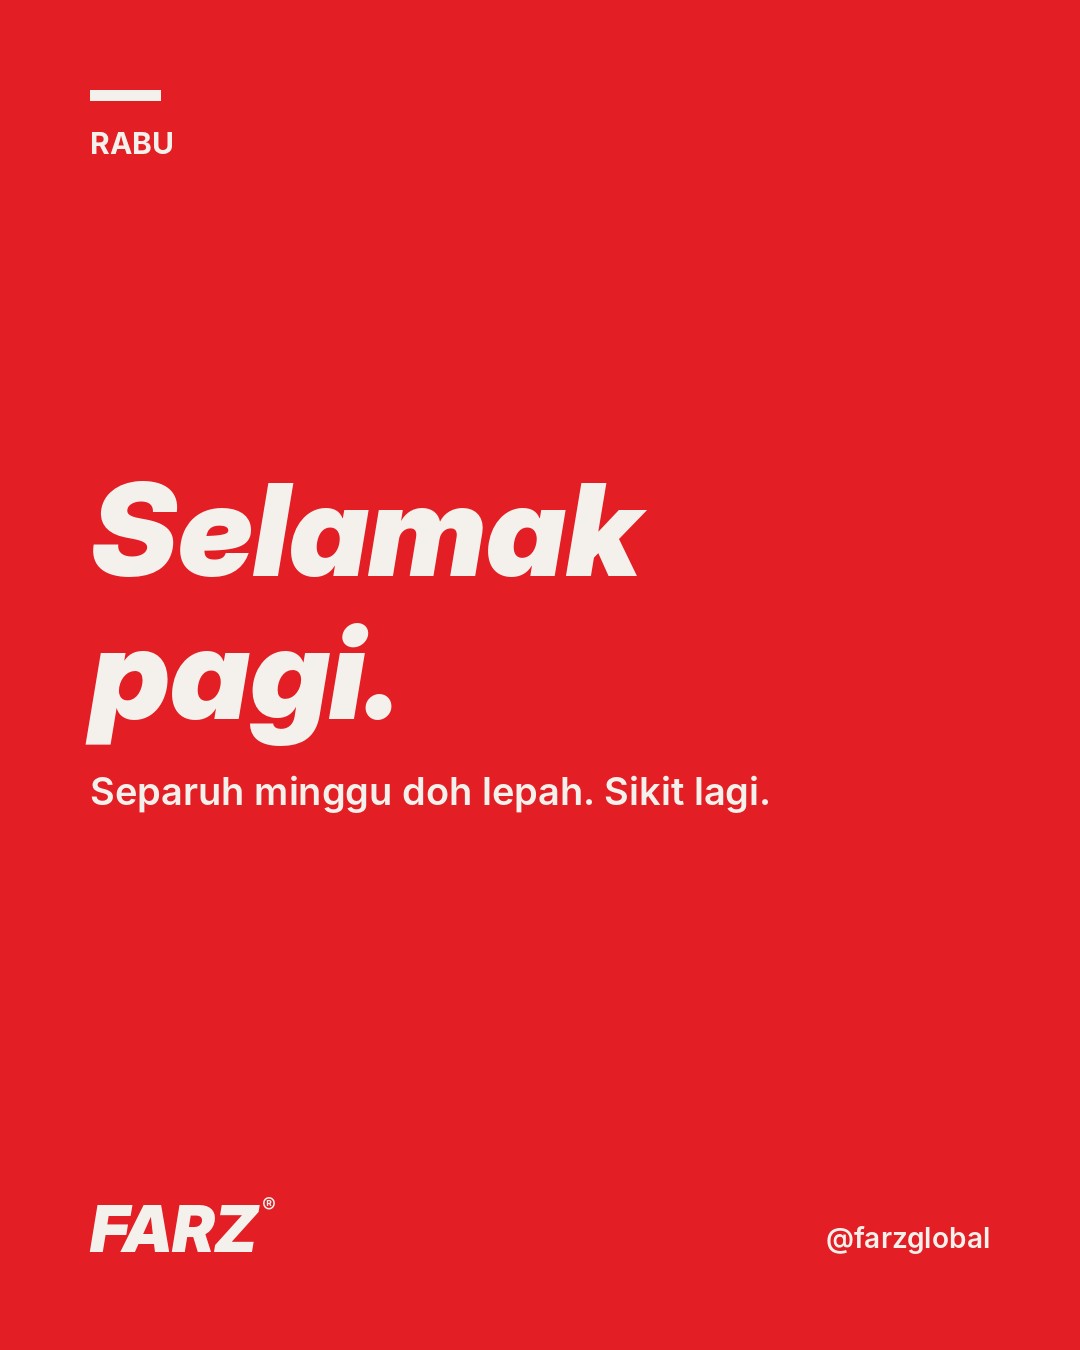 RABU
Selamak
pagi.
Separuh minggu doh lepah. Sikit lagi.
FARZ®
@farzglobal